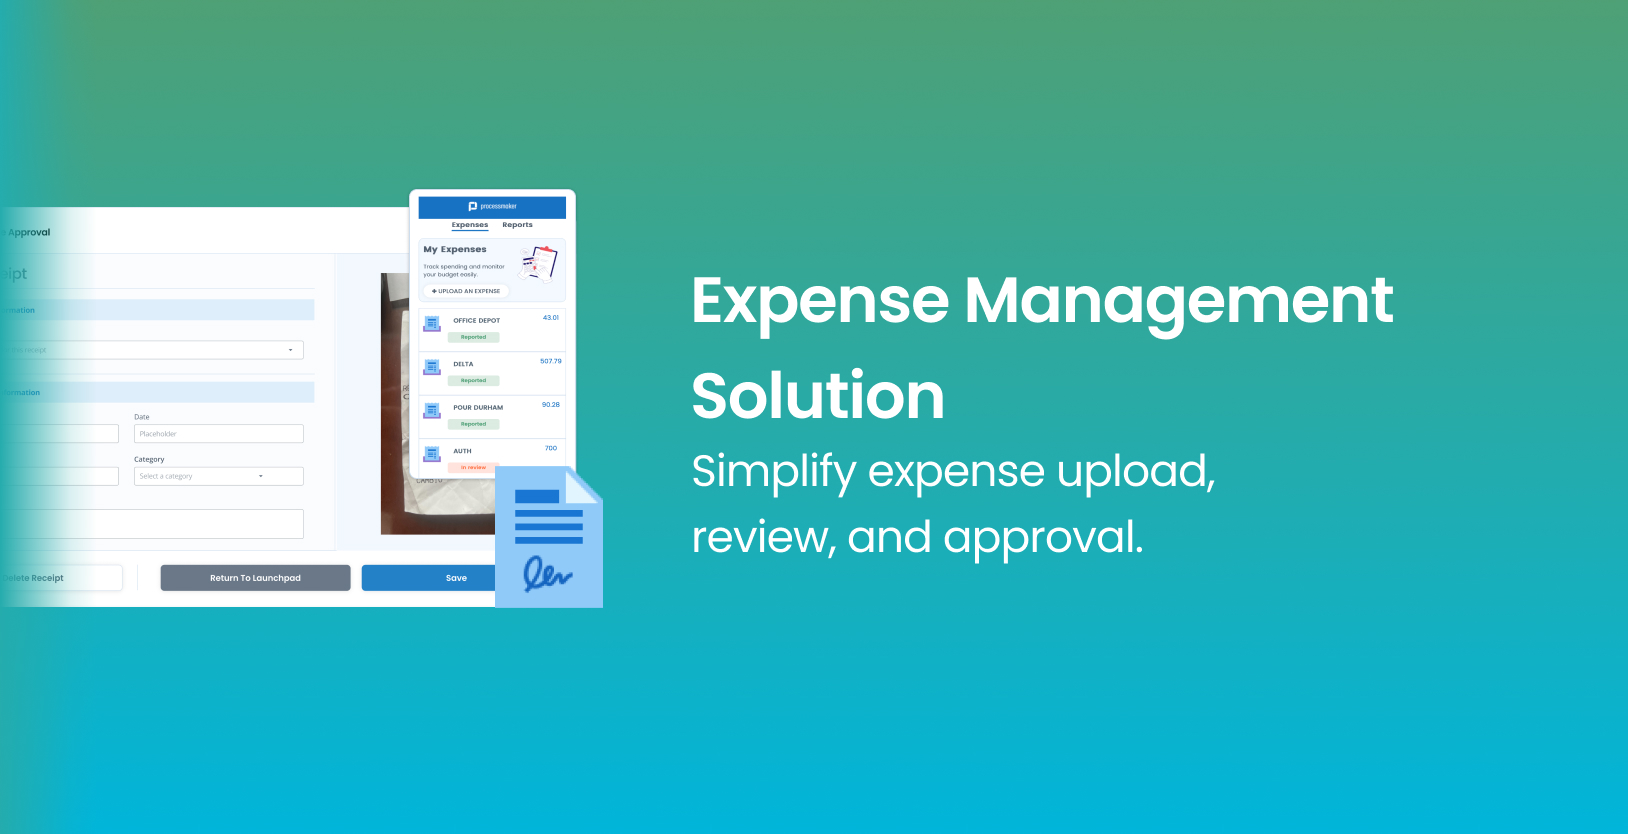 Approval
processmaker
Expenses Reports
My Expenses
Track spending and monitor
your budget easily.
+ UPLOAD AN EXPENSE
OFFICE DEPOT 43.01
Reported
DELTA 507.79
Reported
POUR DURHAM 90.28
Reported
AUTH 700
In review
Date
Placeholder
Category
Select a category
Delete Receipt
Return To Launchpad
Save
Expense Management
Solution
Simplify expense upload,
review, and approval.